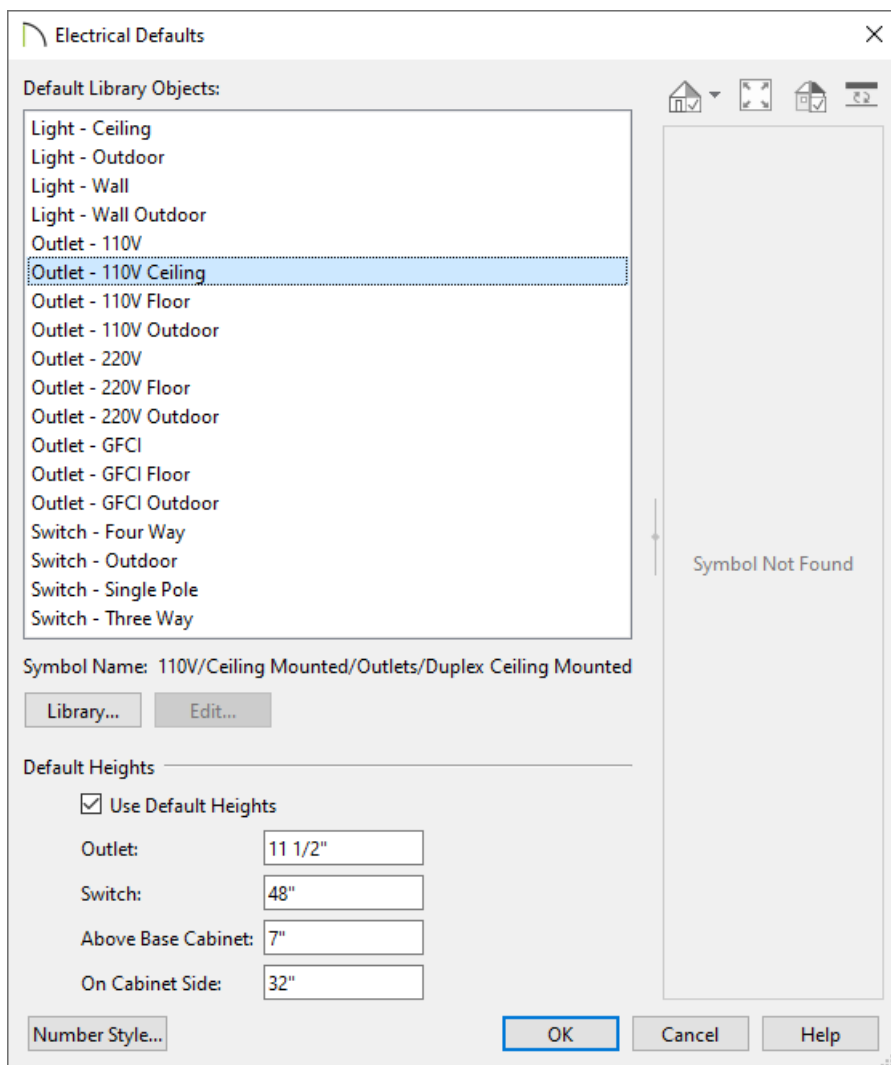 Electrical Defaults
Default Library Objects:
Light - Ceiling
Light - Outdoor
Light - Wall
Light - Wall Outdoor
Outlet - 110V
Outlet - 110V Ceiling
Outlet - 110V Floor
Outlet - 110V Outdoor
Outlet - 220V
Outlet - 220V Floor
Outlet - 220V Outdoor
Outlet - GFCI
Outlet - GFCI Floor
Outlet - GFCI Outdoor
Switch - Four Way
Switch - Outdoor
Switch - Single Pole
Switch - Three Way
Symbol Not Found
Symbol Name: 110V/Ceiling Mounted/Outlets/Duplex Ceiling Mounted
Library... Edit...
Default Heights
Use Default Heights
Outlet: 11 1/2"
Switch: 48"
Above Base Cabinet: 7"
On Cabinet Side: 32"
Number Style... OK Cancel Help